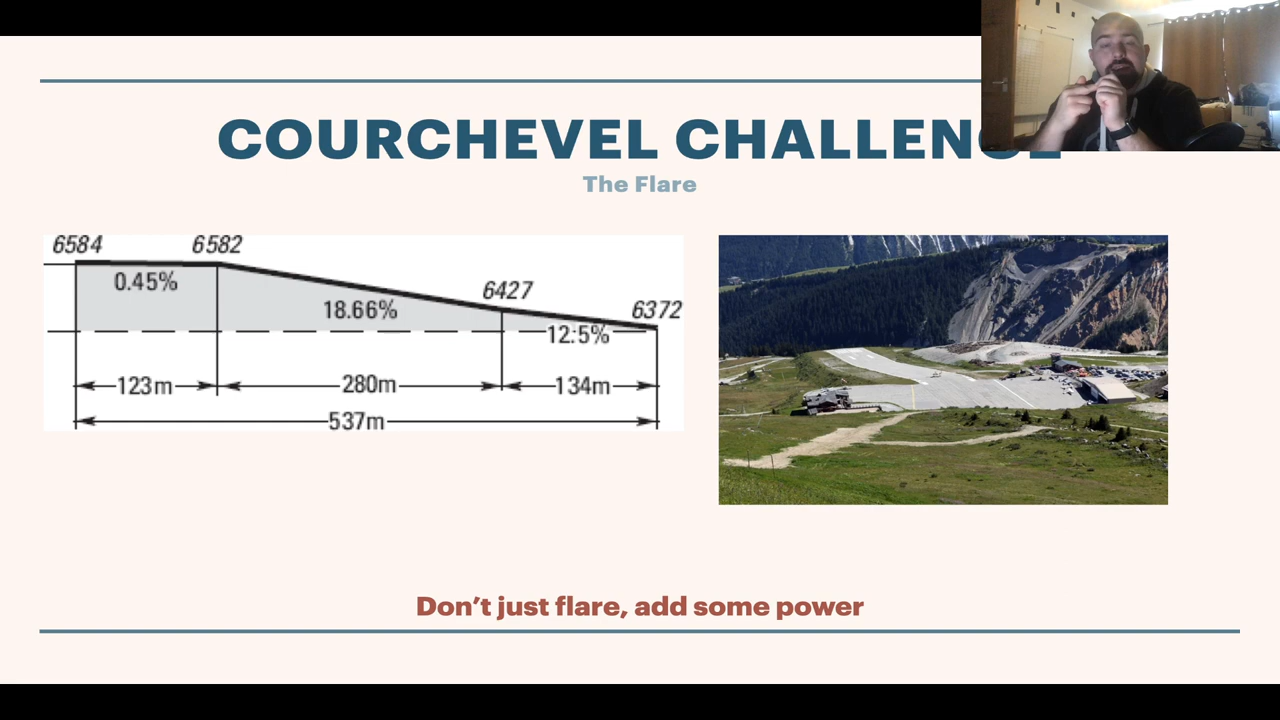 COURCHEVEL CHALLENGE
The Flare
6584 6582
0.45%
6427
18.66%
6372
12.5%
123m 280m 134m
537m
Don't just flare, add some power